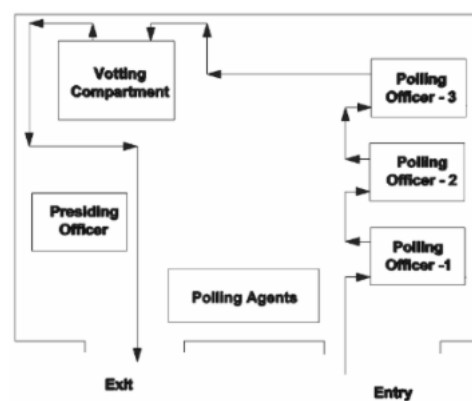 Votting
Compartment
Polling
Officer - 3
Polling
Officer - 2
Presiding
Officer
Polling
Officer -1
Polling Agents
Exit
Entry